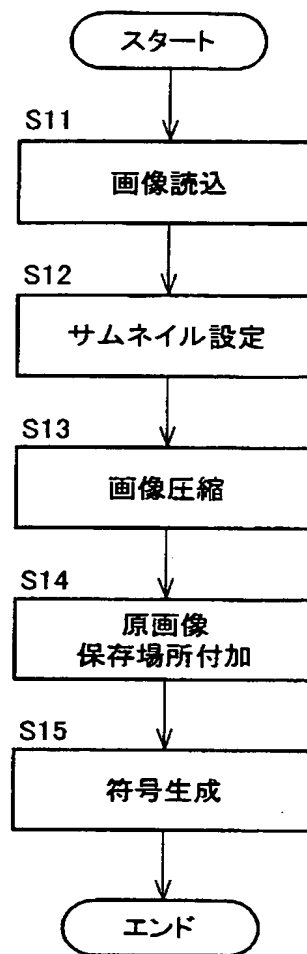 スタート
S11
画像読込
S12
サムネイル設定
S13
画像圧縮
S14
原画像
保存場所付加
S15
符号生成
エンド